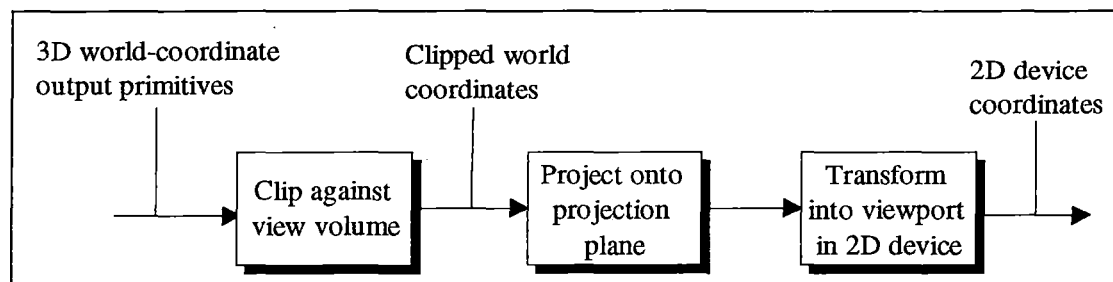 3D world-coordinate
output primitives
Clipped world
coordinates
2D device
coordinates
Clip against
view volume
Project onto
projection
plane
Transform
into viewport
in 2D device